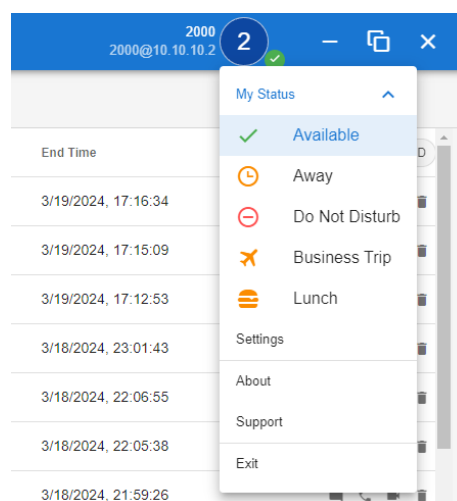 2000
2000@10.10.10.2
2
My Status
Available
End Time
D
Away
3/19/2024, 17:16:34
Do Not Disturb
3/19/2024, 17:15:09
Business Trip
3/19/2024, 17:12:53
Lunch
3/18/2024, 23:01:43
Settings
3/18/2024, 22:06:55
About
3/18/2024, 22:05:38
Support
Exit
3/18/2024, 21:59:26